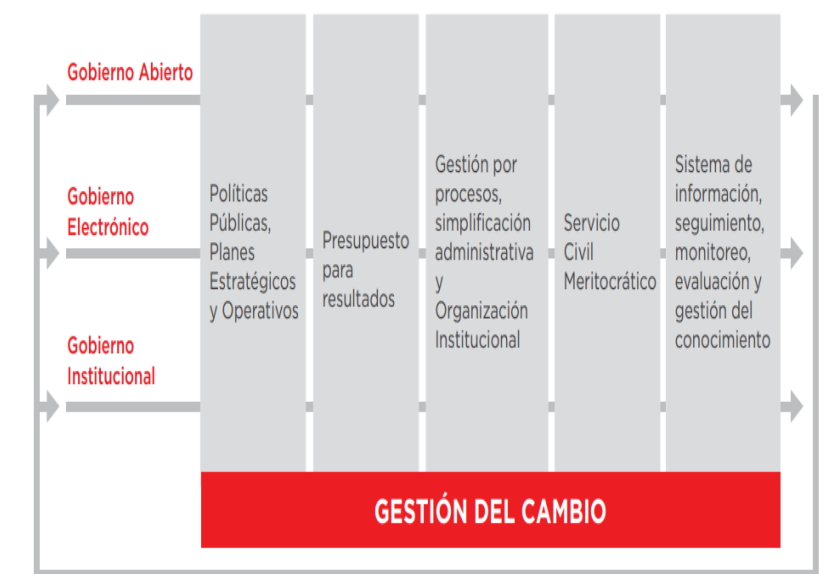 Gobierno Abierto
Gobierno
Electrónico
Gobierno
Institucional
Políticas
Públicas,
Planes
Estratégicos
y Operativos
Presupuesto
para
resultados
Gestión por
procesos,
simplificación
administrativa
y
Organización
Institucional
Servicio
Civil
Meritocrático
Sistema de
información,
seguimiento,
monitoreo,
evaluación y
gestión del
conocimiento
GESTIÓN DEL CAMBIO